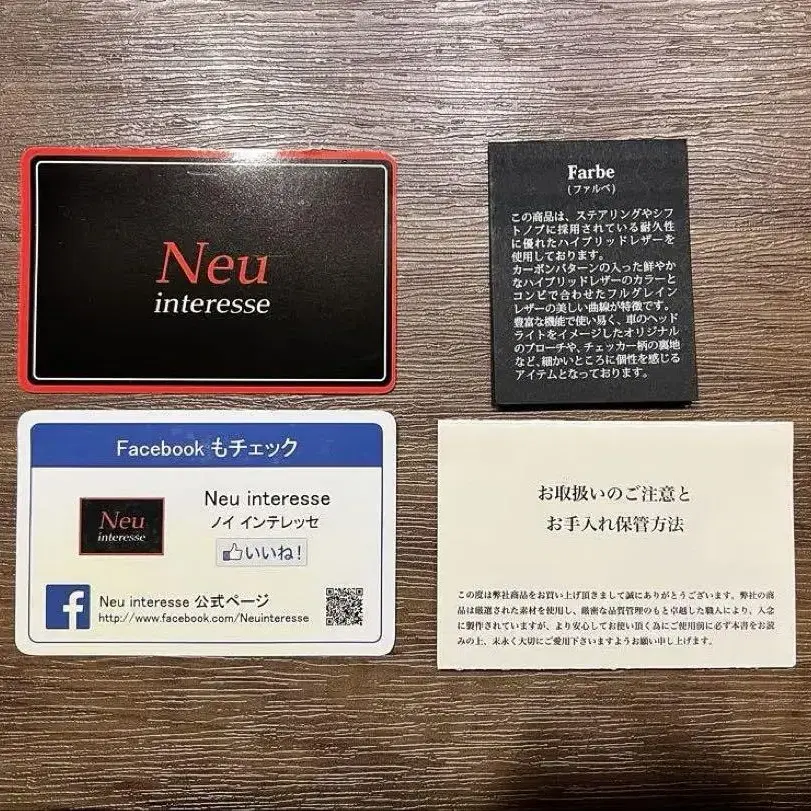 Neu
interesse
Farbe
(ファルベ)
この商品は、ステアリングやシフ
トノブに採用されている耐久性
に優れたハイブリッドレザーを
使用しております。
カーボンパターンの入った鮮やか
なハイブリッドレザーのカラーと
コンビで合わせたフルグレイン
レザーの美しい曲線が特徴です。
豊富な機能で使い易く、車のヘッド
ライトをイメージしたオリジナル
のブローチや、チェッカー柄の裏地
など、細かいところに個性を感じる
アイテムとなっております。
Facebook もチェック
Neu
interesse
Neu interesse
ノイ インテレッセ
いいね!
f
Neu interesse 公式ページ
http://www.facebook.com/Neuinteresse
お取扱いのご注意と
お手入れ保管方法
この度は弊社商品をお買い上げ頂きまして誠にありがとうございます。弊社の商
品は厳選された素材を使用し、厳密な品質管理のもと卓越した職人により、入念
に製作されていますが、より安心してお使い頂く為にご使用前に必ず本書をお読
みの上、末永く大切にご愛用下さいますようお願い申し上げます。